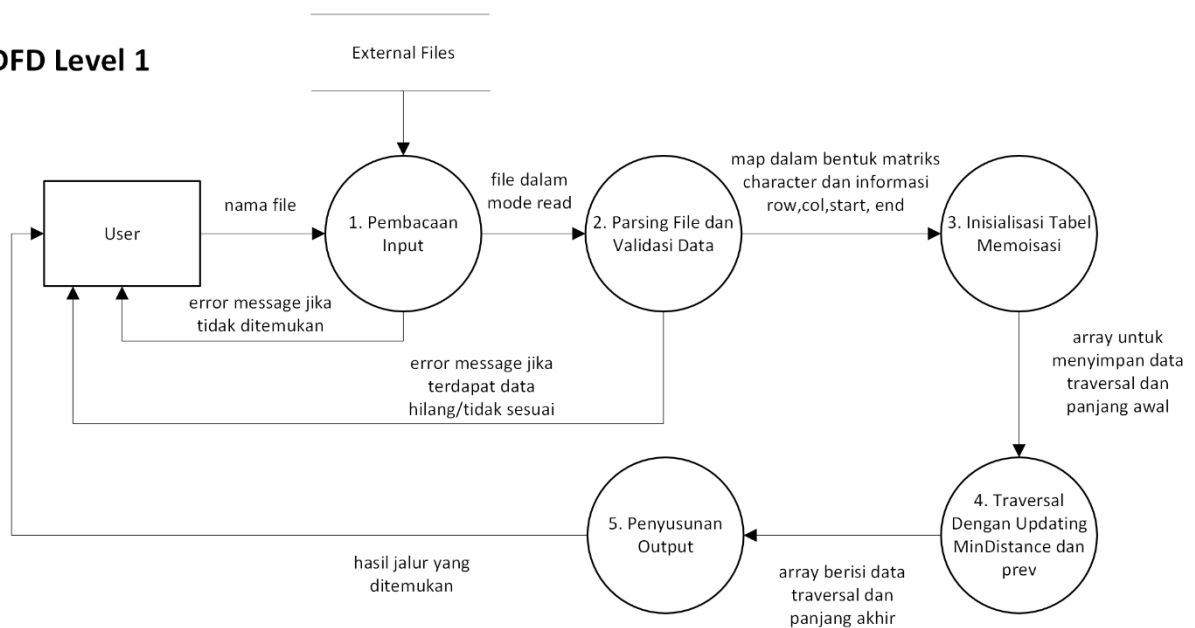 DFD Level 1
External Files
User
nama file
1. Pembacaan
Input
file dalam
mode read
2. Parsing File dan
Validasi Data
map dalam bentuk matriks
character dan informasi
row,col,start, end
3. Inisialisasi Tabel
Memoisasi
error message jika
tidak ditemukan
error message jika
terdapat data
hilang/tidak sesuai
array untuk
menyimpan data
traversal dan
panjang awal
4. Traversal
Dengan Updating
MinDistance dan
prev
array berisi data
traversal dan
panjang akhir
5. Penyusunan
Output
hasil jalur yang
ditemukan